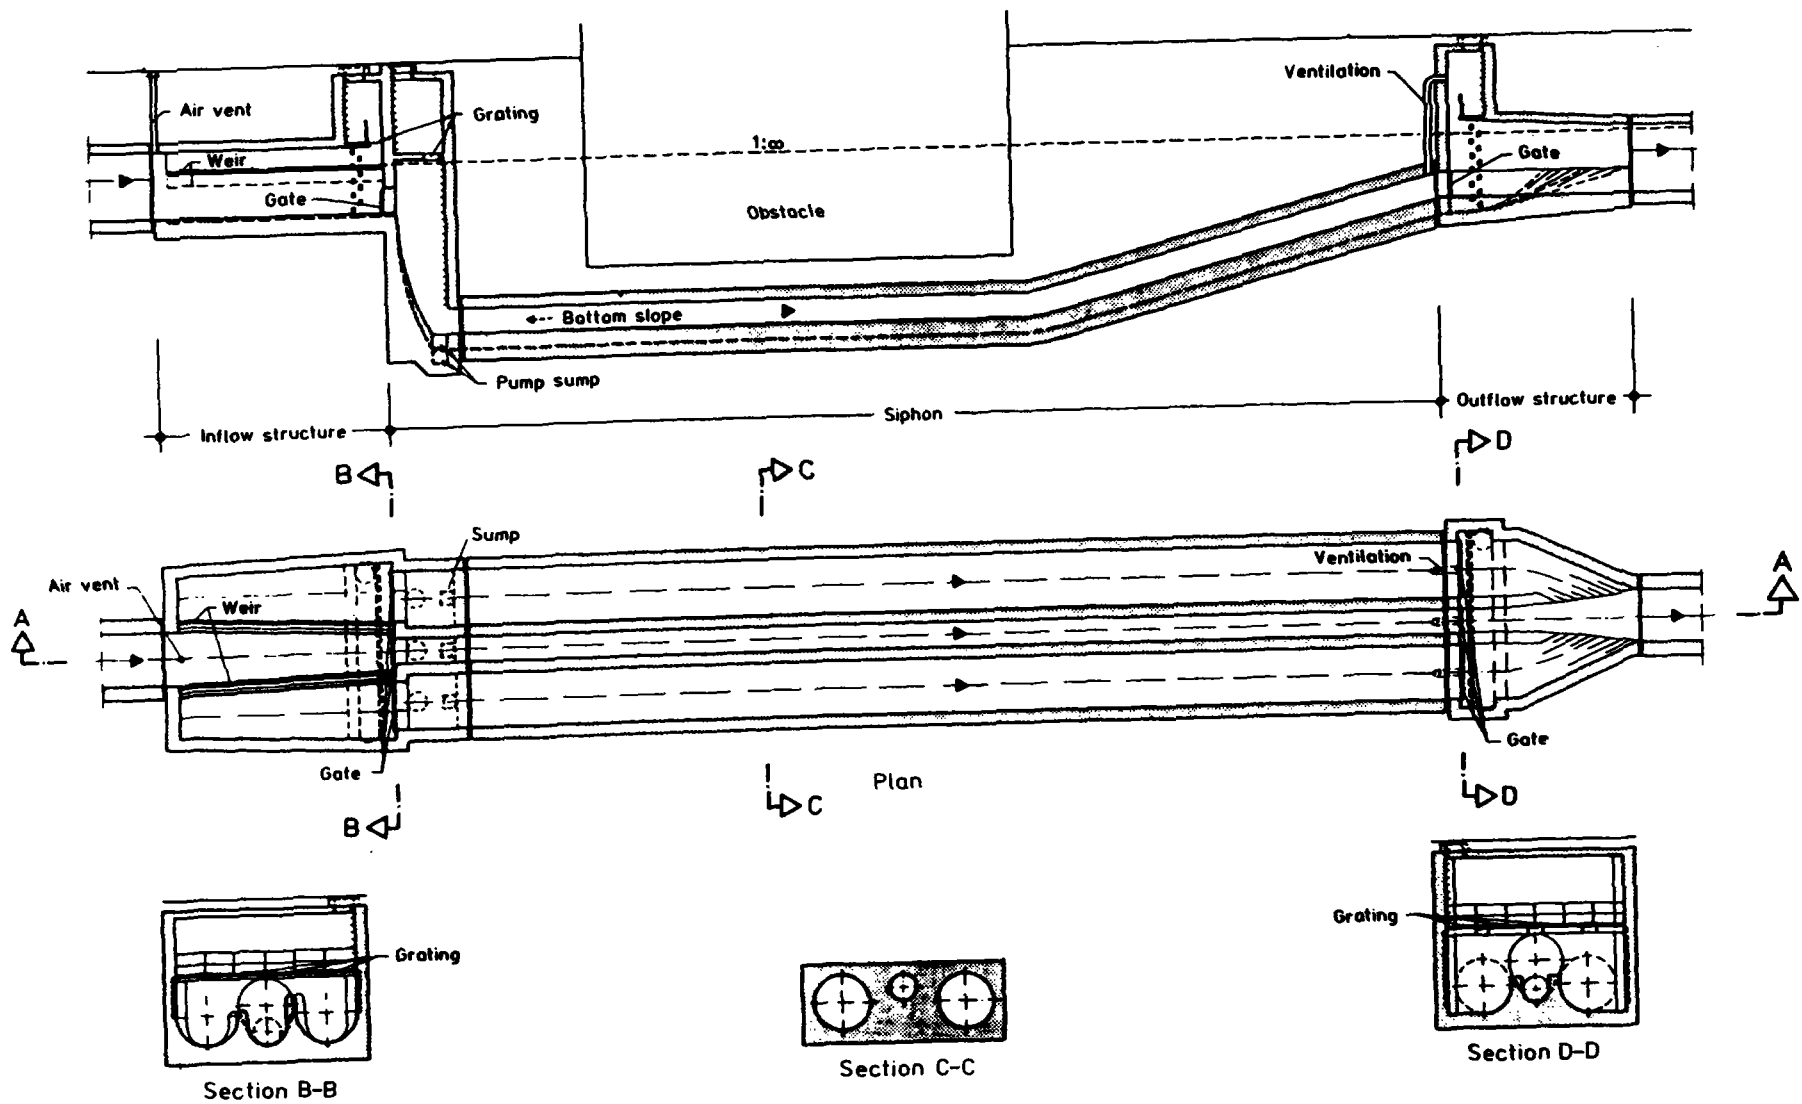 Air vent
Grating
Ventilation
Weir
1:∞
Gate
Gate
Obstacle
Bottom slope
Pump sump
Inflow structure
Siphon
Outflow structure
B
C
D
Sump
Air vent
Weir
Ventilation
A
A
Gate
Gate
Plan
B
C
D
Grating
Grating
Section B-B
Section C-C
Section D-D